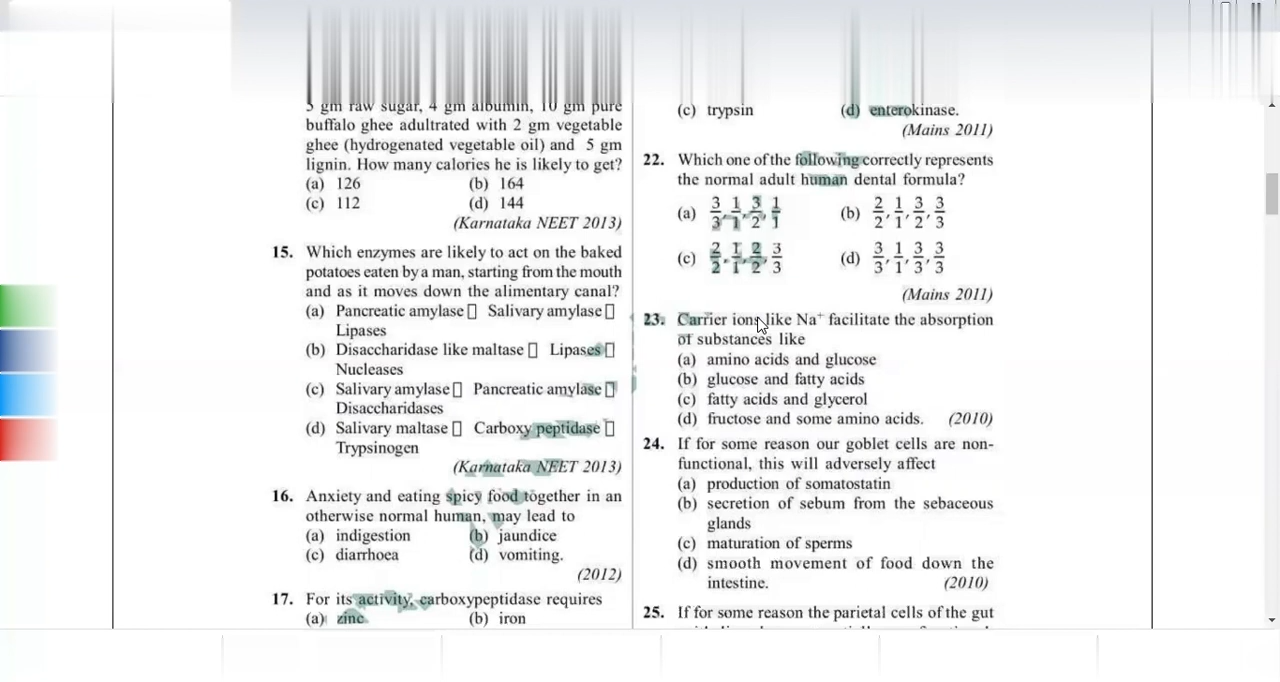 5 gm raw sugar, 4 gm albumin, 10 gm pure
buffalo ghee adultrated with 2 gm vegetable
ghee (hydrogenated vegetable oil) and 5 gm
lignin. How many calories he is likely to get?
(a) 126 (b) 164
(c) 112 (d) 144
(Karnataka NEET 2013)
15. Which enzymes are likely to act on the baked
potatoes eaten by a man, starting from the mouth
and as it moves down the alimentary canal?
(a) Pancreatic amylase Salivary amylase
Lipases
(b) Disaccharidase like maltase Lipases
Nucleases
(c) Salivary amylase Pancreatic amylase
Disaccharidases
(d) Salivary maltase Carboxy peptidase
Trypsinogen
(Karnataka NEET 2013)
16. Anxiety and eating spicy food together in an
otherwise normal human, may lead to
(a) indigestion (b) jaundice
(c) diarrhoea (d) vomiting.
(2012)
17. For its activity, carboxypeptidase requires
(a) zinc (b) iron
(c) trypsin (d) enterokinase.
(Mains 2011)
22. Which one of the following correctly represents
the normal adult human dental formula?
(a) 3/3, 1/1, 3/2, 1/1 (b) 2/2, 1/1, 3/2, 3/3
(c) 2/2, 1/1, 2/2, 3/3 (d) 3/3, 1/1, 3/3, 3/3
(Mains 2011)
23. Carrier ions like Na⁺ facilitate the absorption
of substances like
(a) amino acids and glucose
(b) glucose and fatty acids
(c) fatty acids and glycerol
(d) fructose and some amino acids. (2010)
24. If for some reason our goblet cells are non-
functional, this will adversely affect
(a) production of somatostatin
(b) secretion of sebum from the sebaceous
glands
(c) maturation of sperms
(d) smooth movement of food down the
intestine. (2010)
25. If for some reason the parietal cells of the gut